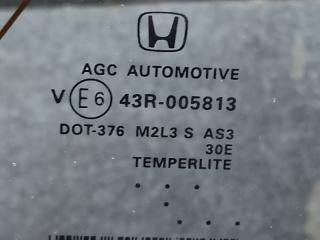 AGC AUTOMOTIVE
V E6 43R-005813
DOT-376 M2L3 S AS3
30E
TEMPERLITE